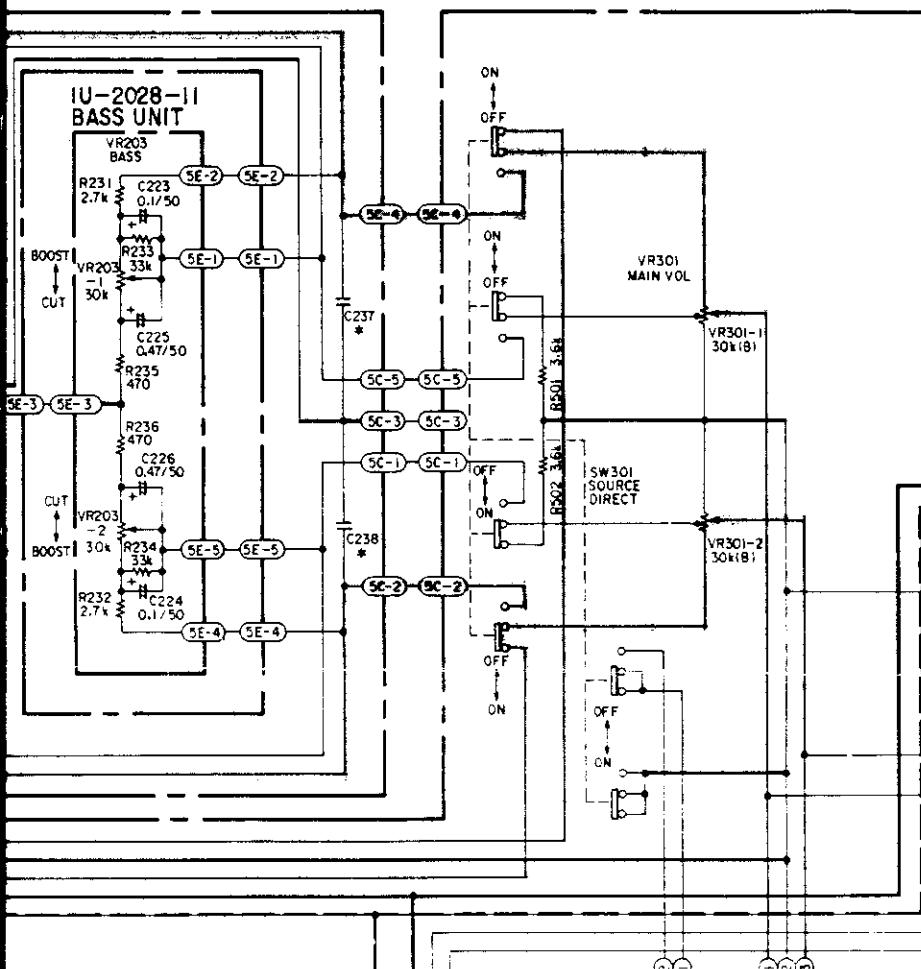 1U-2028-11
BASS UNIT
VR203
BASS
R231
2.7k
C223
0.1/50
+
R233
33k
BOOST
CUT
VR203
-1
30k
+
C225
0.47/50
R235
470
5E-3
5E-3
R236
470
C226
0.47/50
+
CUT
BOOST
VR203
-2
30k
R234
33k
+
R232
2.7k
C224
0.1/50
5E-2
5E-2
5E-1
5E-1
5E-5
5E-5
5E-4
5E-4
C237
*
C238
*
5E-4
5E-4
5C-5
5C-5
5C-3
5C-3
5C-1
5C-1
5C-2
5C-2
ON
OFF
ON
OFF
R501 3.6k
R502 3.6k
OFF
ON
OFF
ON
SW301
SOURCE
DIRECT
VR301
MAIN VOL
VR301-1
30k(B)
VR301-2
30k(B)
OFF
ON